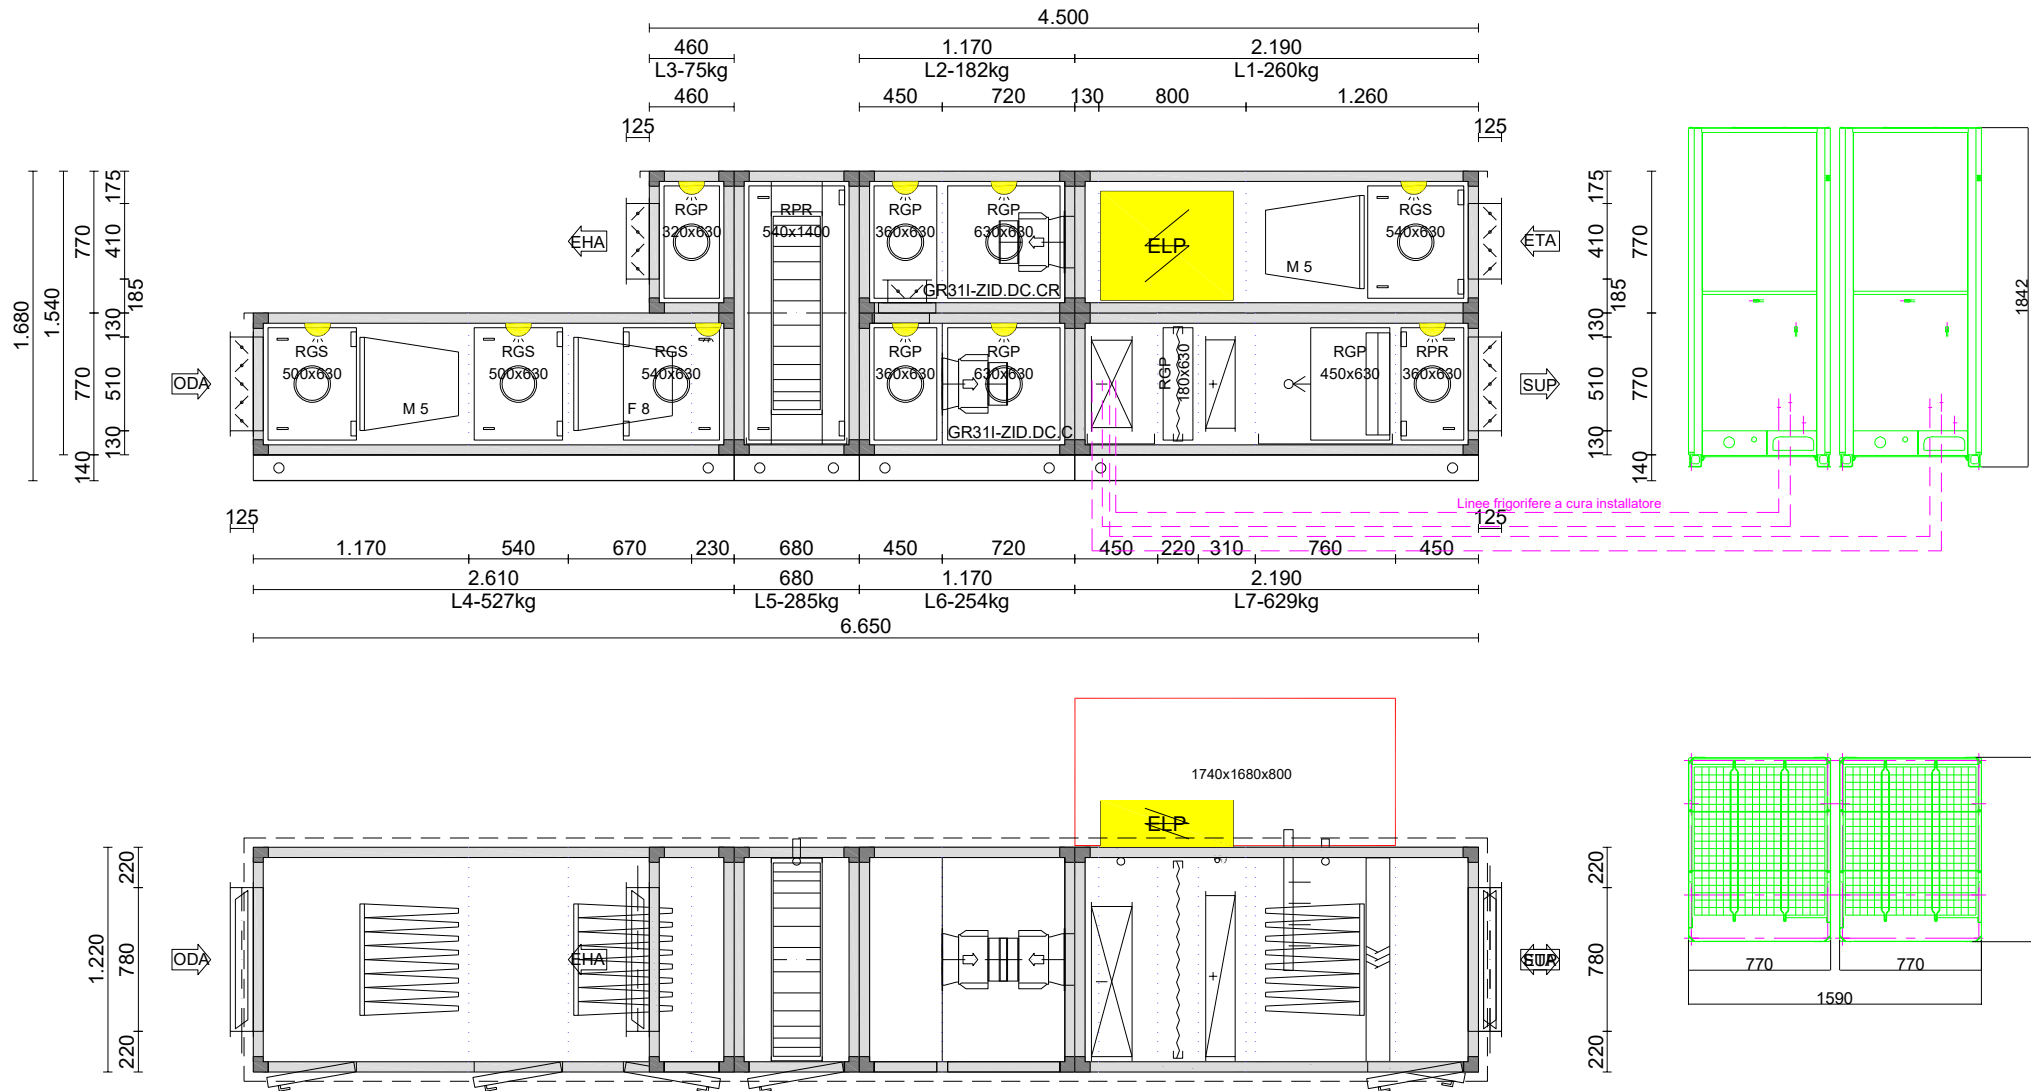 4.500
460 1.170 2.190
L3-75kg L2-182kg L1-260kg
460 450 720 130 800 1.260
125 125
1.680 1.540 770 770 140 175 410 185 130 510 130
RGP 320x630
RPR 540x1400
RGP 360x630
RGP 630x630
ELP
M 5
RGS 540x630
EHA
ETA
GR31I-ZID.DC.CR
175 410 185 130 510 130 770 770 140
1842
ODA
RGS 500x630
M 5
RGS 500x630
F 8
RGS 540x630
RGP 360x630
RGP 630x630
GR31I-ZID.DC.C
RGP 180x630
RGP 450x630
RPR 360x630
SUP
Linee frigorifere a cura installatore
125 125
1.170 540 670 230 680 450 720 450 220 310 760 450
2.610 680 1.170 2.190
L4-527kg L5-285kg L6-254kg L7-629kg
6.650
1740x1680x800
ELP
1.220 220 780 220
ODA
EHA
SUP
ETA
220 780 220
770 770
1590